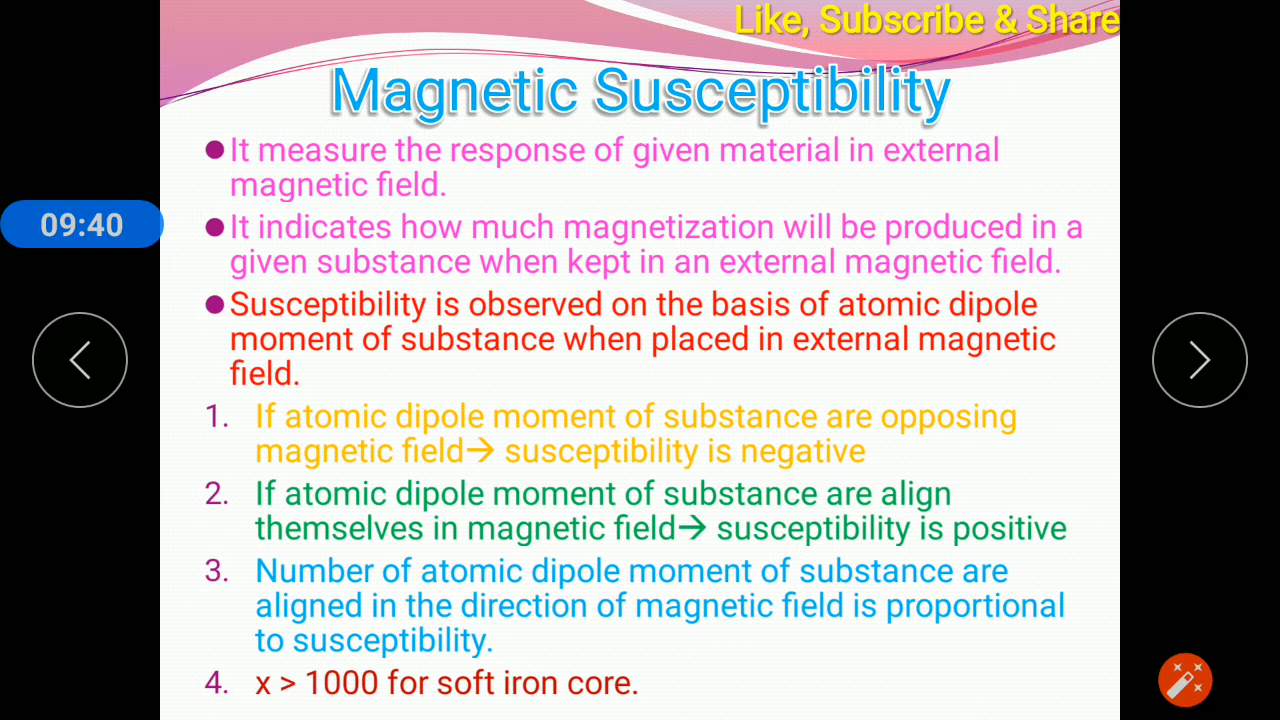 Like, Subscribe & Share
Magnetic Susceptibility
It measure the response of given material in external
magnetic field.
09:40
It indicates how much magnetization will be produced in a
given substance when kept in an external magnetic field.
Susceptibility is observed on the basis of atomic dipole
moment of substance when placed in external magnetic
field.
1. If atomic dipole moment of substance are opposing
magnetic field→ susceptibility is negative
2. If atomic dipole moment of substance are align
themselves in magnetic field→ susceptibility is positive
3. Number of atomic dipole moment of substance are
aligned in the direction of magnetic field is proportional
to susceptibility.
4. x > 1000 for soft iron core.